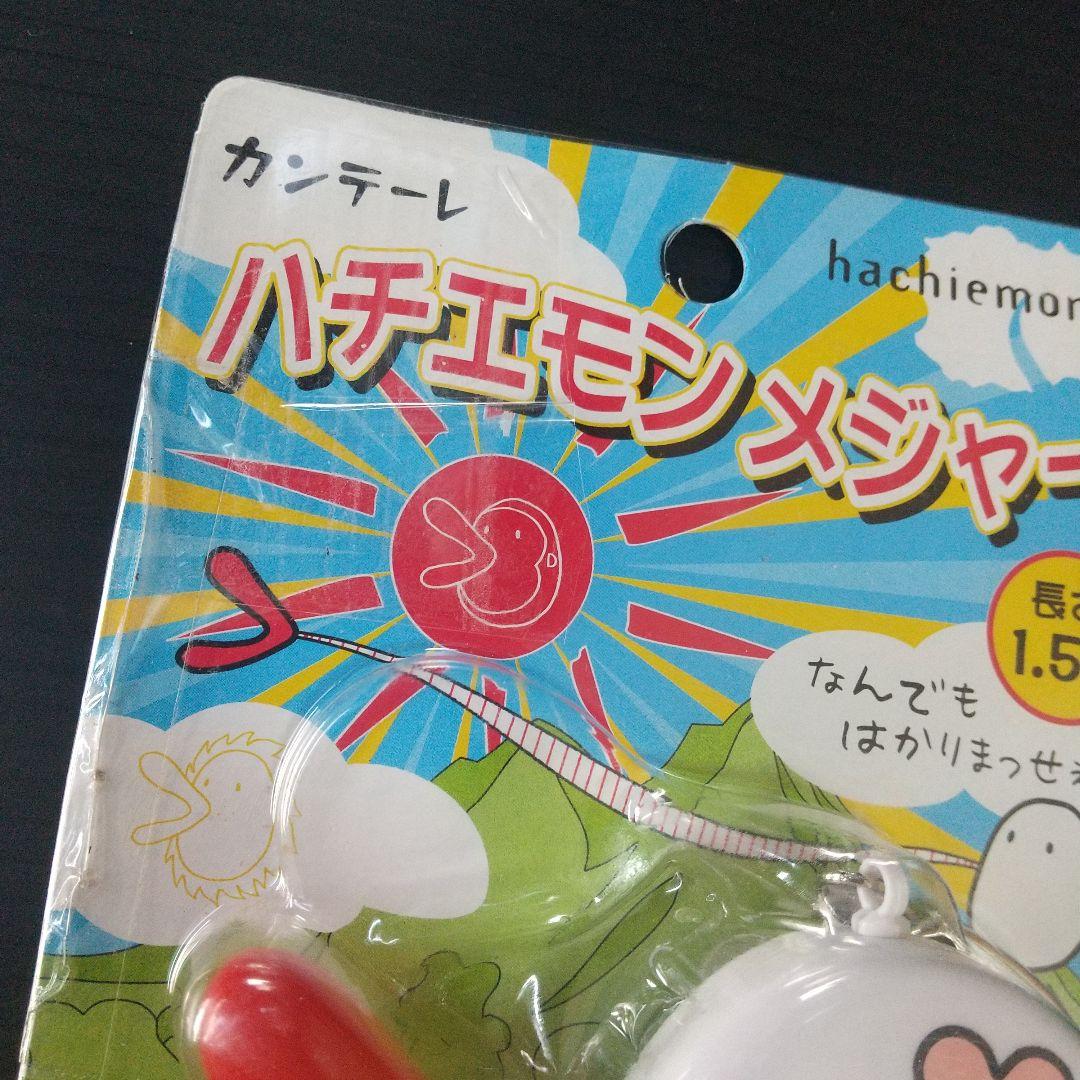 カンテーレ
hachiemon
ハチエモンメジャー
長さ
1.5
なんでも
はかりまっせ